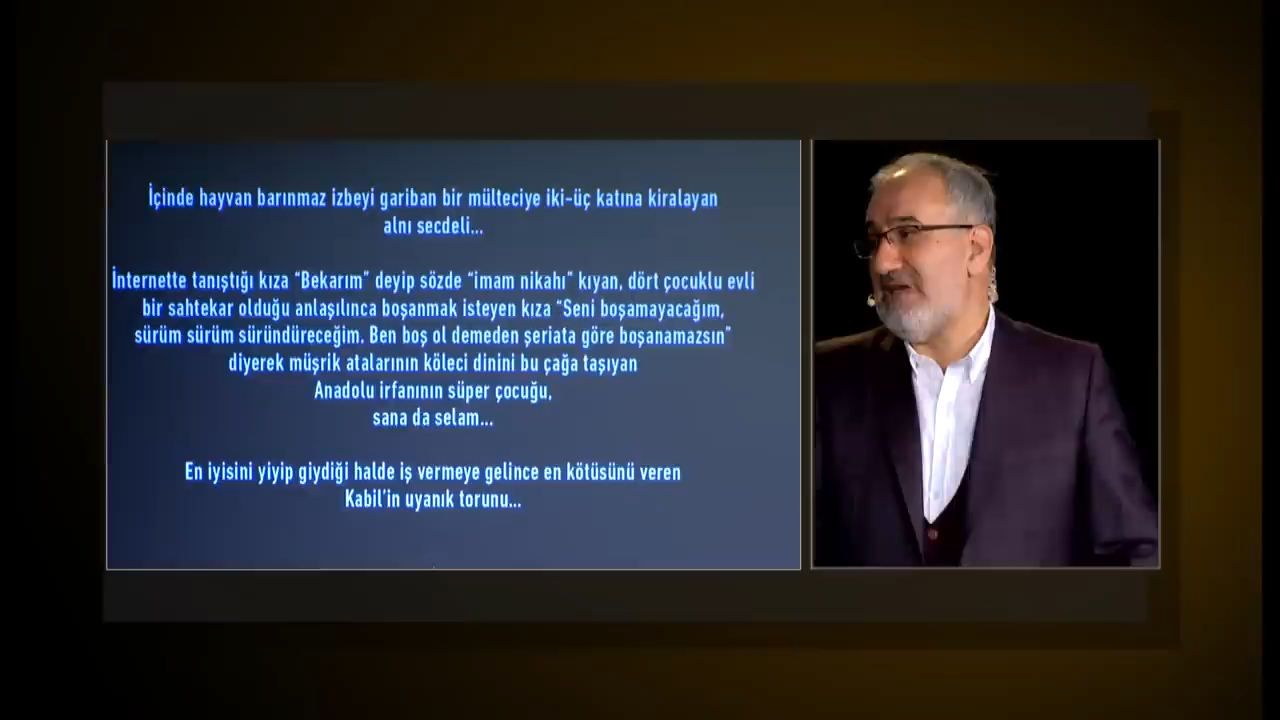 İçinde hayvan barınmaz izbeyi gariban bir mülteciye iki-üç katına kiralayan
alnı secdeli...
İnternette tanıştığı kıza “Bekarım” deyip sözde “imam nikahı” kıyan, dört çocuklu evli
bir sahtekar olduğu anlaşılınca boşanmak isteyen kıza “Seni boşamayacağım,
sürüm sürüm süründüreceğim. Ben boş ol demeden şeriata göre boşanamazsın”
diyerek müşrik atalarının köleci dinini bu çağa taşıyan
Anadolu irfanının süper çocuğu,
sana da selam...
En iyisini yiyip giydiği halde iş vermeye gelince en kötüsünü veren
Kabil’in uyanık torunu...